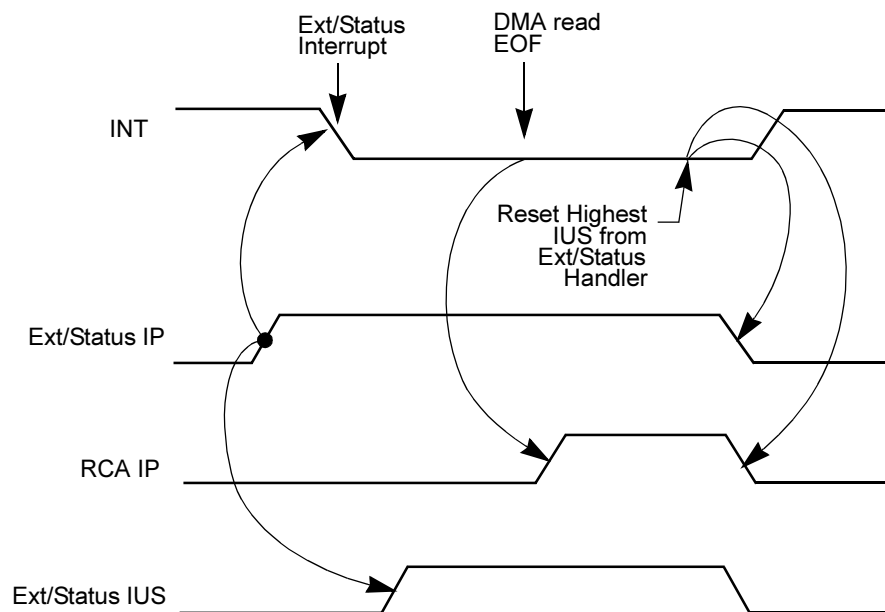 Ext/Status
Interrupt
DMA read
EOF
INT
Reset Highest
IUS from
Ext/Status
Handler
Ext/Status IP
RCA IP
Ext/Status IUS